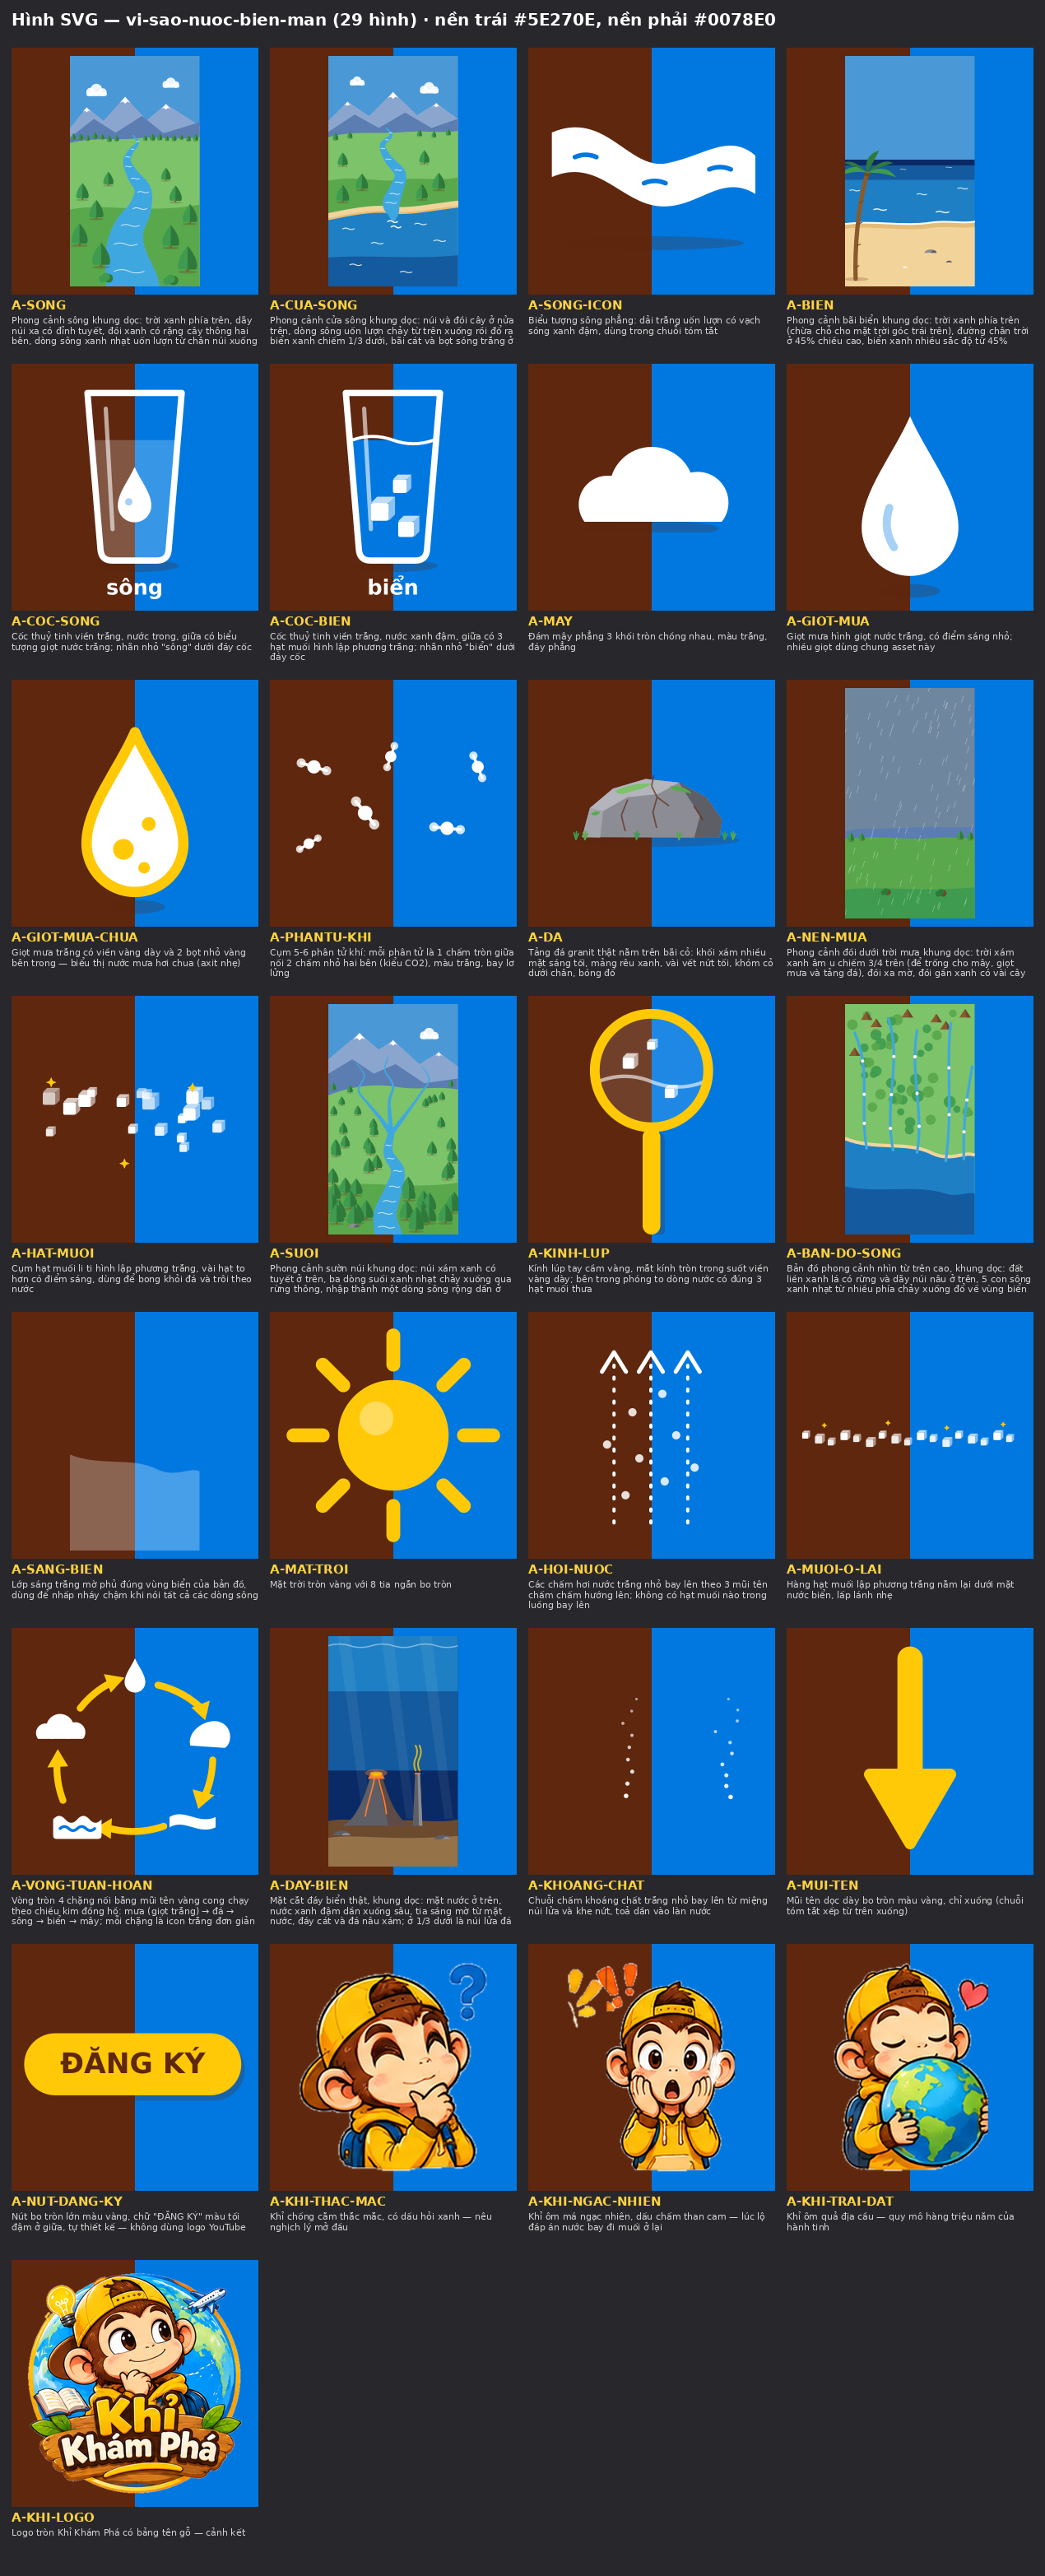 Hình SVG — vi-sao-nuoc-bien-man (29 hình) · nền trái #5E270E, nền phải #0078E0
A-SONG
Phong cảnh sông khung dọc: trời xanh phía trên, dãy
núi xa có đỉnh tuyết, đồi xanh có rặng cây thông hai
bên, dòng sông xanh nhạt uốn lượn từ chân núi xuống
A-CUA-SONG
Phong cảnh cửa sông khung dọc: núi và đồi cây ở nửa
trên, dòng sông uốn lượn chảy từ trên xuống rồi đổ ra
biển xanh chiếm 1/3 dưới, bãi cát và bọt sóng trắng ở
A-SONG-ICON
Biểu tượng sông phẳng: dải trắng uốn lượn có vạch
sóng xanh đậm, dùng trong chuỗi tóm tắt
A-BIEN
Phong cảnh bãi biển khung dọc: trời xanh phía trên
(chừa chỗ cho mặt trời góc trái trên), đường chân trời
ở 45% chiều cao, biển xanh nhiều sắc độ từ 45%
sông
biển
A-COC-SONG
Cốc thuỷ tinh viền trắng, nước trong, giữa có biểu
tượng giọt nước trắng; nhãn nhỏ "sông" dưới đáy cốc
A-COC-BIEN
Cốc thuỷ tinh viền trắng, nước xanh đậm, giữa có 3
hạt muối hình lập phương trắng; nhãn nhỏ "biển" dưới
đáy cốc
A-MAY
Đám mây phẳng 3 khối tròn chồng nhau, màu trắng,
đáy phẳng
A-GIOT-MUA
Giọt mưa hình giọt nước trắng, có điểm sáng nhỏ;
nhiều giọt dùng chung asset này
A-GIOT-MUA-CHUA
Giọt mưa trắng có viền vàng dày và 2 bọt nhỏ vàng
bên trong — biểu thị nước mưa hơi chua (axit nhẹ)
A-PHANTU-KHI
Cụm 5-6 phân tử khí: mỗi phân tử là 1 chấm tròn giữa
nối 2 chấm nhỏ hai bên (kiểu CO2), màu trắng, bay lơ
lửng
A-DA
Tảng đá granit thật nằm trên bãi cỏ: khối xám nhiều
mặt sáng tối, mảng rêu xanh, vài vết nứt tối, khóm cỏ
dưới chân, bóng đổ
A-NEN-MUA
Phong cảnh đồi dưới trời mưa khung dọc: trời xám
xanh âm u chiếm 3/4 trên (để trống cho mây, giọt
mưa và tảng đá), đồi xa mờ, đồi gần xanh có vài cây
A-HAT-MUOI
Cụm hạt muối li ti hình lập phương trắng, vài hạt to
hơn có điểm sáng, dùng để bong khỏi đá và trôi theo
nước
A-SUOI
Phong cảnh sườn núi khung dọc: núi xám xanh có
tuyết ở trên, ba dòng suối xanh nhạt chảy xuống qua
rừng thông, nhập thành một dòng sông rộng dần ở
A-KINH-LUP
Kính lúp tay cầm vàng, mắt kính tròn trong suốt viền
vàng dày; bên trong phóng to dòng nước có đúng 3
hạt muối thưa
A-BAN-DO-SONG
Bản đồ phong cảnh nhìn từ trên cao, khung dọc: đất
liền xanh lá có rừng và dãy núi nâu ở trên, 5 con sông
xanh nhạt từ nhiều phía chảy xuống đổ về vùng biển
A-SANG-BIEN
Lớp sáng trắng mờ phủ đúng vùng biển của bản đồ,
dùng để nhấp nháy chậm khi nói tất cả các dòng sông
A-MAT-TROI
Mặt trời tròn vàng với 8 tia ngắn bo tròn
A-HOI-NUOC
Các chấm hơi nước trắng nhỏ bay lên theo 3 mũi tên
chấm chấm hướng lên; không có hạt muối nào trong
luồng bay lên
A-MUOI-O-LAI
Hàng hạt muối lập phương trắng nằm lại dưới mặt
nước biển, lấp lánh nhẹ
A-VONG-TUAN-HOAN
Vòng tròn 4 chặng nối bằng mũi tên vàng cong chạy
theo chiều kim đồng hồ: mưa (giọt trắng) → đá →
sông → biển → mây; mỗi chặng là icon trắng đơn giản
A-DAY-BIEN
Mặt cắt đáy biển thật, khung dọc: mặt nước ở trên,
nước xanh đậm dần xuống sâu, tia sáng mờ từ mặt
nước, đáy cát và đá nâu xám; ở 1/3 dưới là núi lửa đá
A-KHOANG-CHAT
Chuỗi chấm khoáng chất trắng nhỏ bay lên từ miệng
núi lửa và khe nứt, toả dần vào làn nước
A-MUI-TEN
Mũi tên dọc dày bo tròn màu vàng, chỉ xuống (chuỗi
tóm tắt xếp từ trên xuống)
ĐĂNG KÝ
A-NUT-DANG-KY
Nút bo tròn lớn màu vàng, chữ "ĐĂNG KÝ" màu tối
đậm ở giữa, tự thiết kế — không dùng logo YouTube
A-KHI-THAC-MAC
Khỉ chống cằm thắc mắc, có dấu hỏi xanh — nêu
nghịch lý mở đầu
A-KHI-NGAC-NHIEN
Khỉ ôm má ngạc nhiên, dấu chấm than cam — lúc lộ
đáp án nước bay đi muối ở lại
A-KHI-TRAI-DAT
Khỉ ôm quả địa cầu — quy mô hàng triệu năm của
hành tinh
Khỉ
Khám Phá
A-KHI-LOGO
Logo tròn Khỉ Khám Phá có bảng tên gỗ — cảnh kết